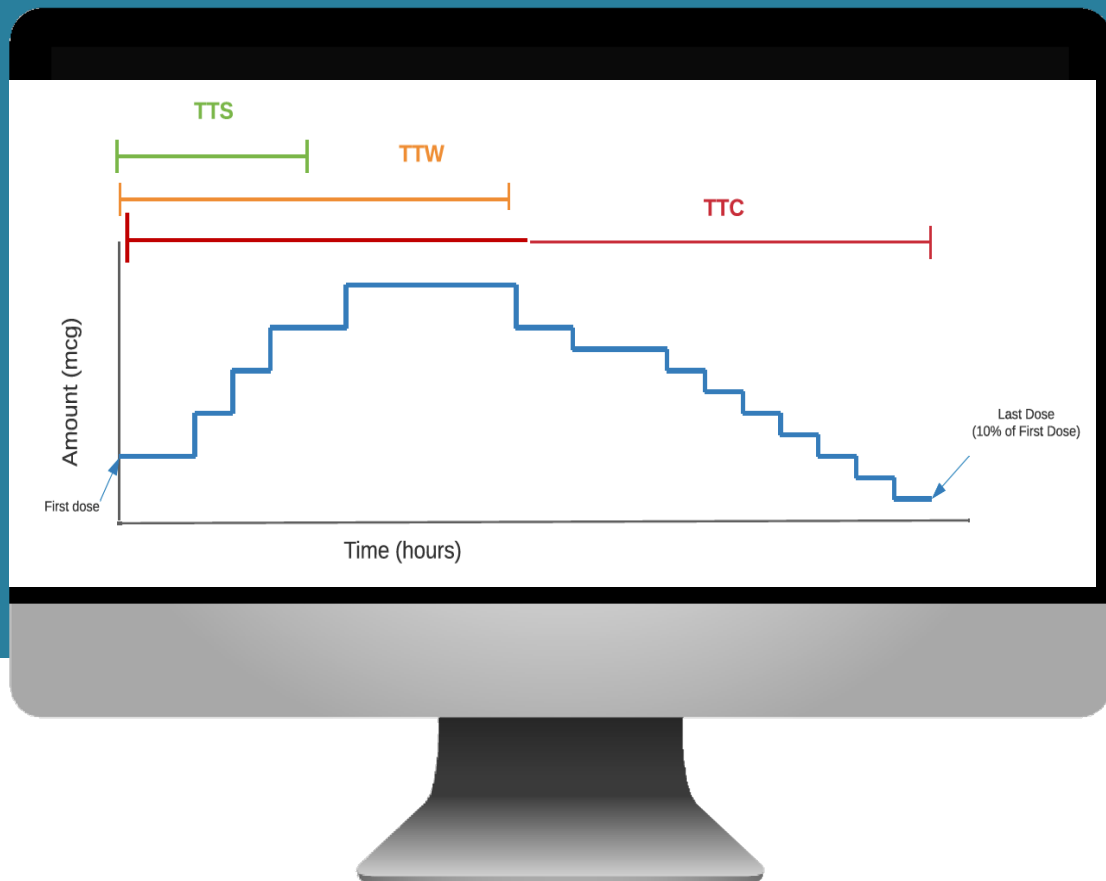 TTS
TTW
TTC
Amount (mcg)
Last Dose
(10% of First Dose)
First dose
Time (hours)